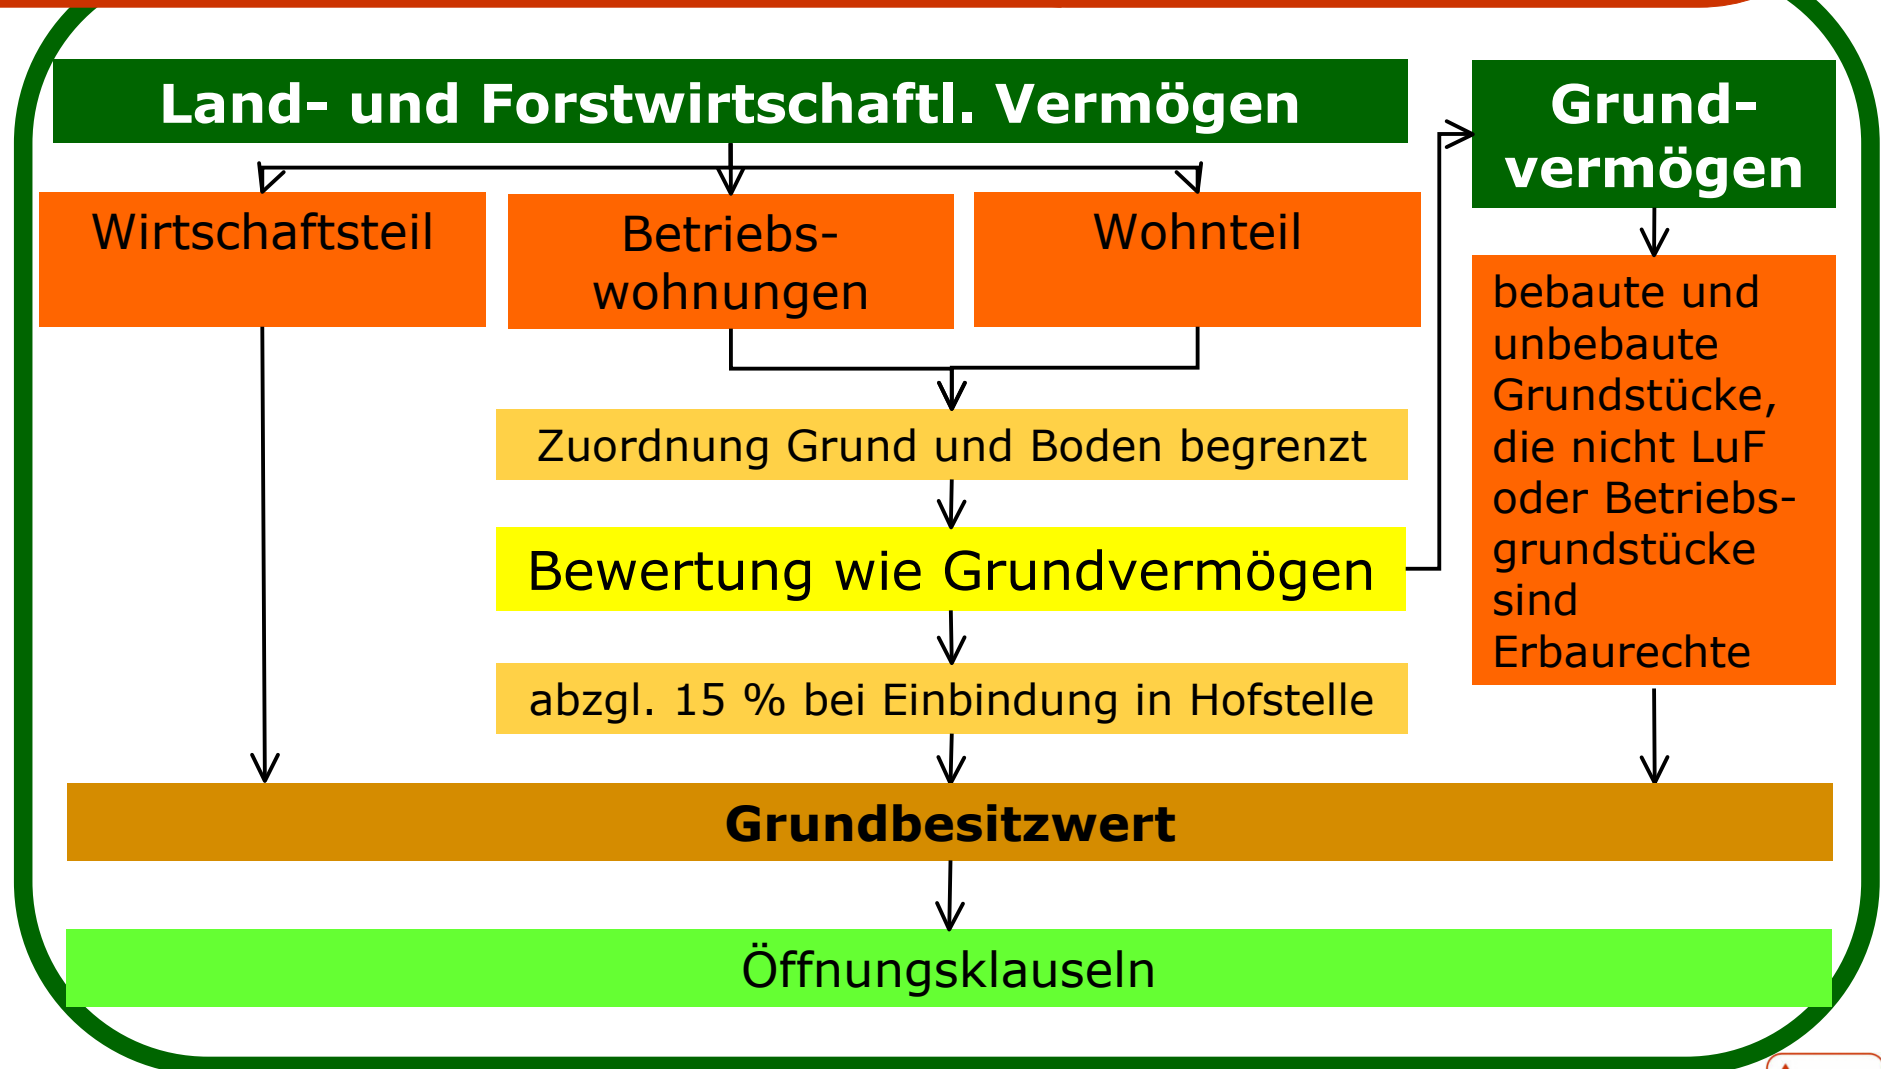 Land- und Forstwirtschaftl. Vermögen
Grund-
vermögen
Wirtschaftsteil
Betriebs-
wohnungen
Wohnteil
bebaute und
unbebaute
Grundstücke,
die nicht LuF
oder Betriebs-
grundstücke
sind
Erbaurechte
Zuordnung Grund und Boden begrenzt
Bewertung wie Grundvermögen
abzgl. 15 % bei Einbindung in Hofstelle
Grundbesitzwert
Öffnungsklauseln